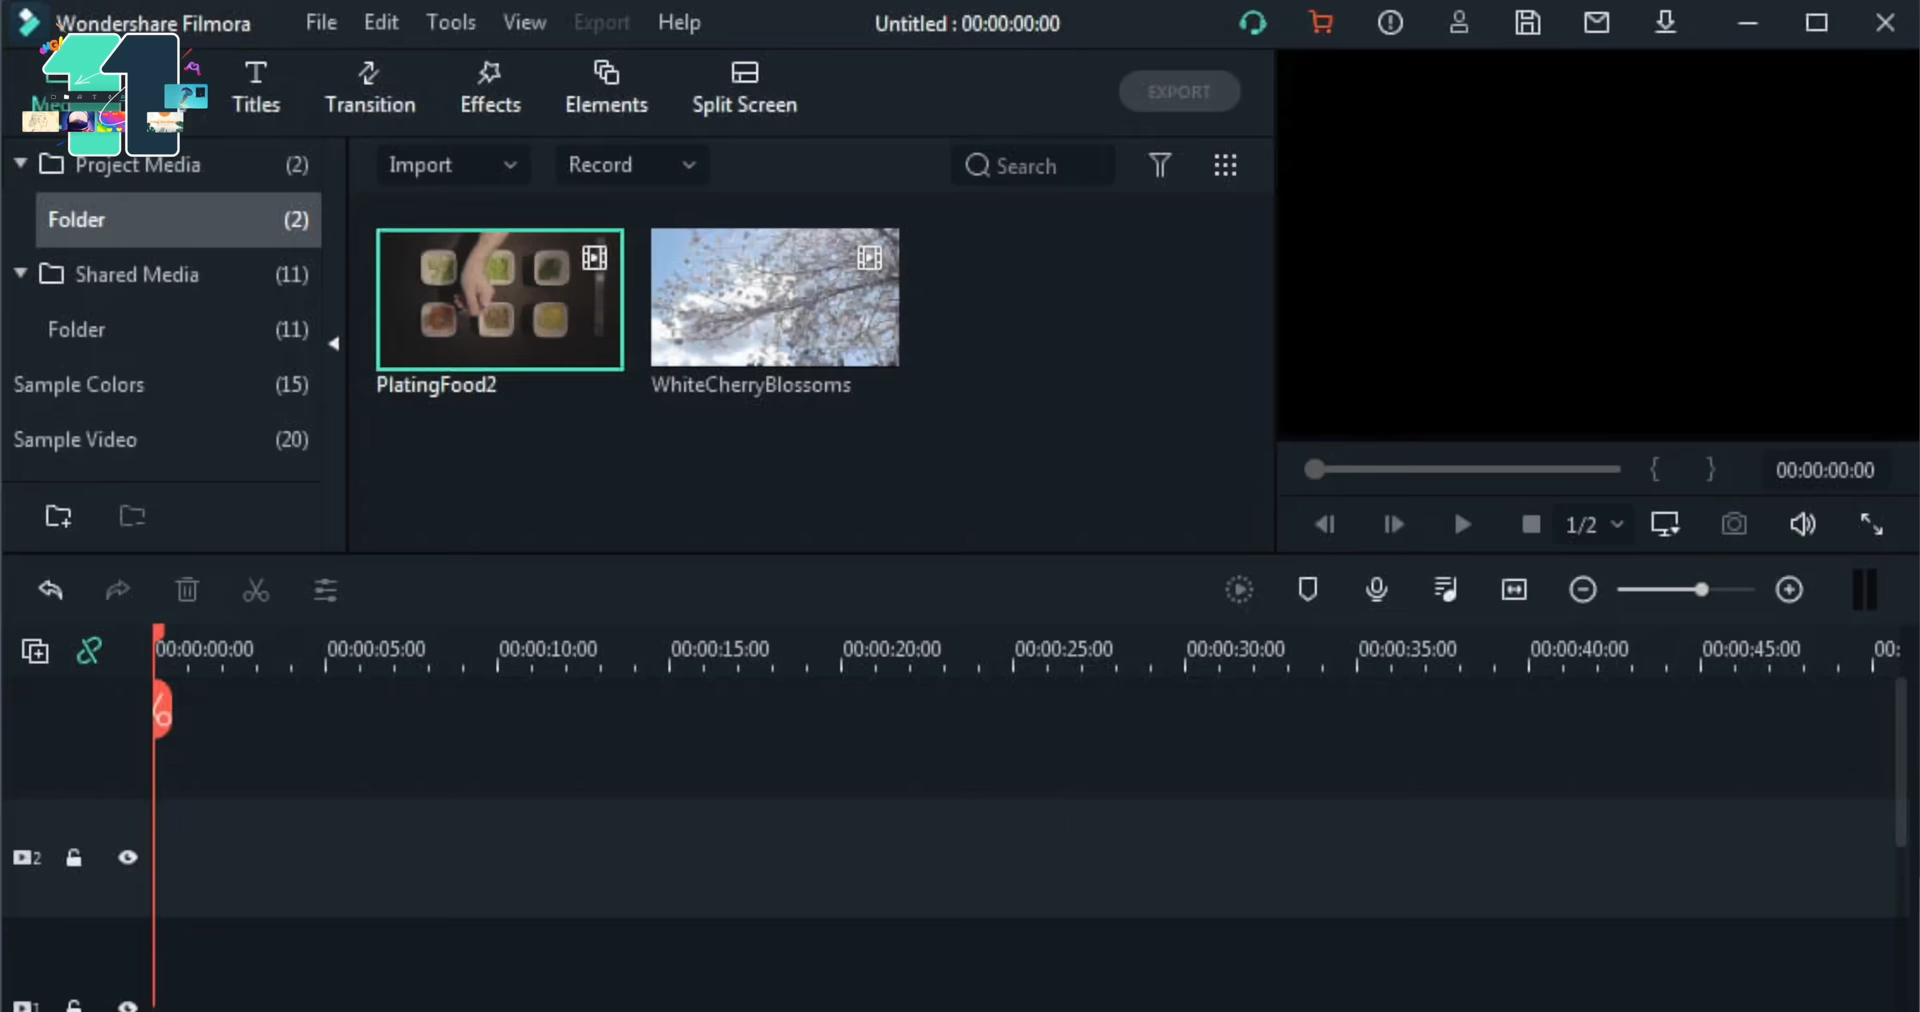 Wondershare Filmora File Edit Tools View Export Help Untitled : 00:00:00:00
Titles Transition Effects Elements Split Screen EXPORT
Project Media (2)
Import Record Search
Folder (2)
Shared Media (11)
Folder (11)
Sample Colors (15)
PlatingFood2 WhiteCherryBlossoms
Sample Video (20)
{ } 00:00:00:00
1/2
00:00:00:00 00:00:05:00 00:00:10:00 00:00:15:00 00:00:20:00 00:00:25:00 00:00:30:00 00:00:35:00 00:00:40:00 00:00:45:00 00:
2
1